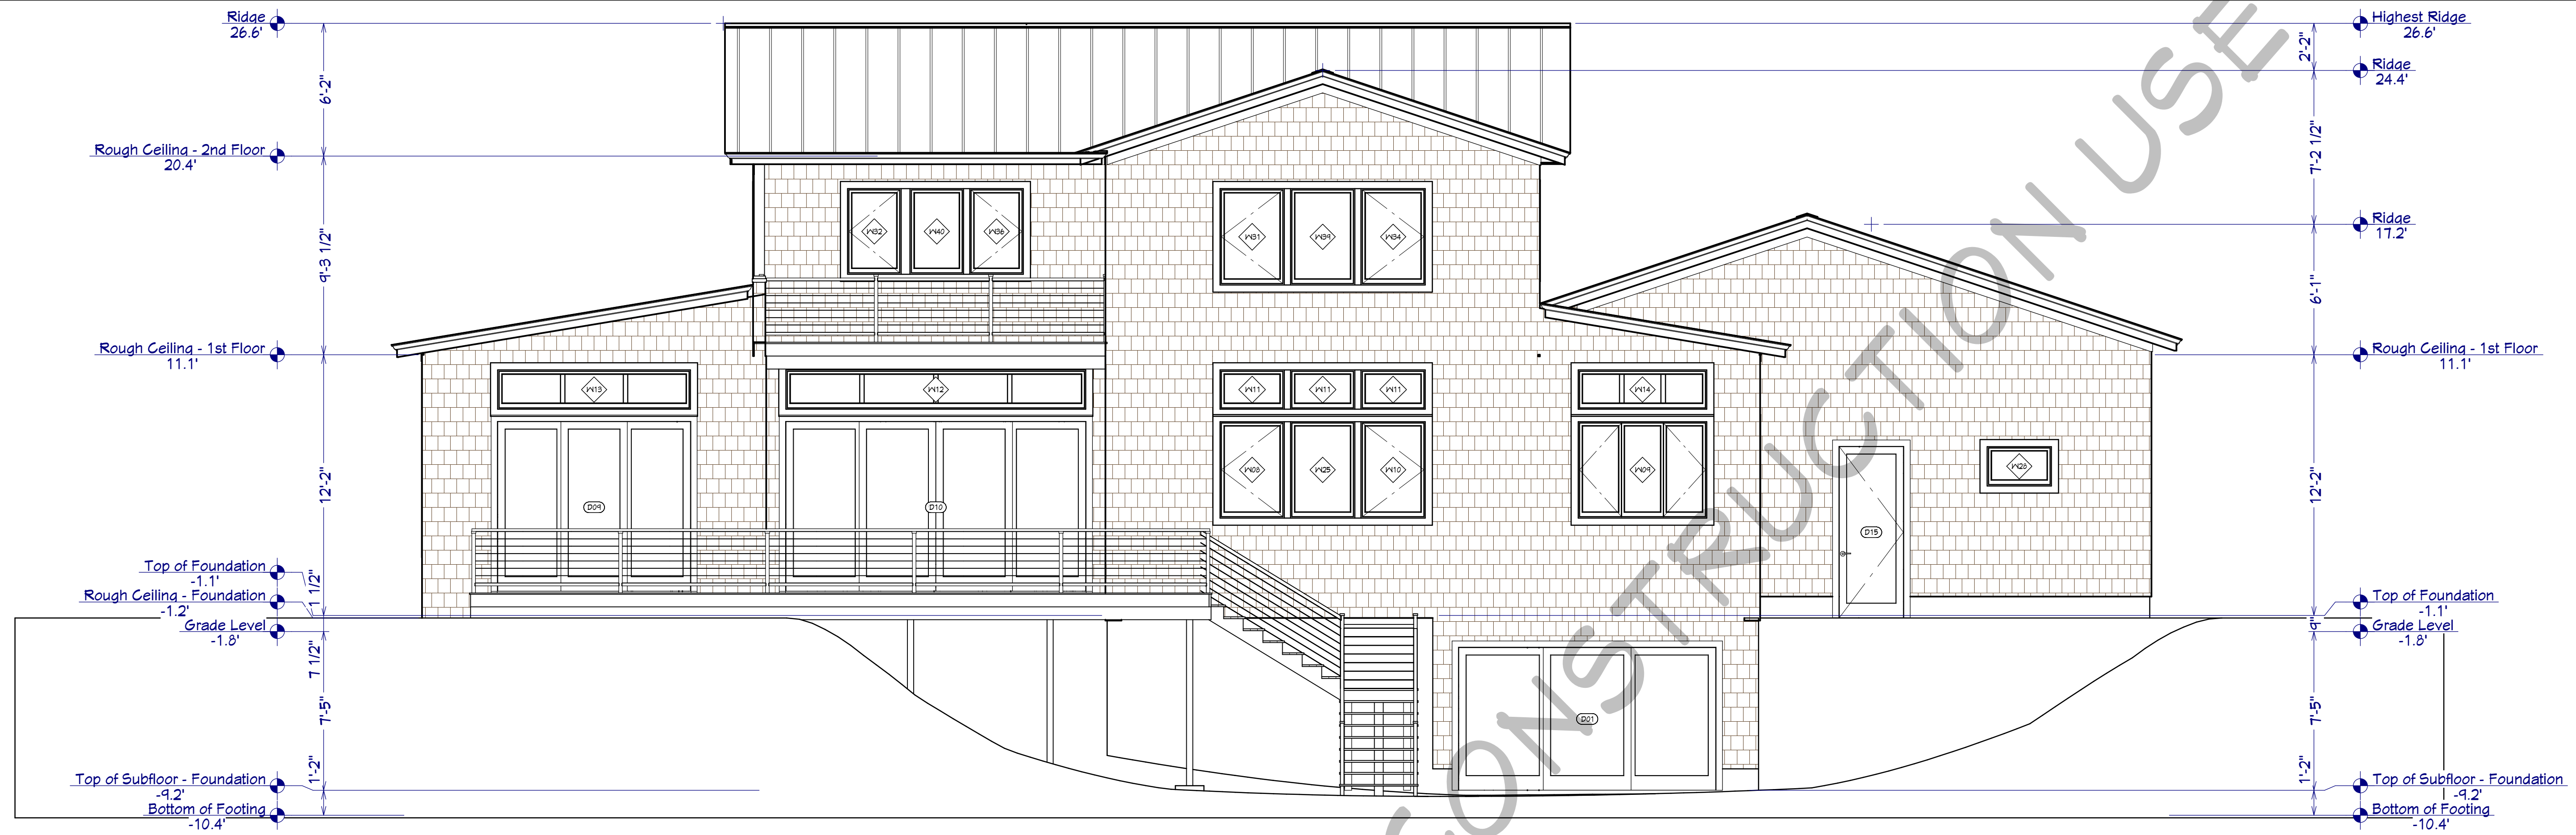 Ridge
26.6'
6'-2"
Rough Ceiling - 2nd Floor
20.4'
9'-3 1/2"
Rough Ceiling - 1st Floor
11.1'
12'-2"
Top of Foundation
-1.1'
1 1/2"
Rough Ceiling - Foundation
-1.2'
Grade Level
-1.8'
7 1/2"
7'-5"
Top of Subfloor - Foundation
-9.2'
1'-2"
Bottom of Footing
-10.4'
W32
W40
W36
W31
W39
W34
W13
W12
W11
W11
W11
W14
W08
W25
W10
W09
W28
D09
D10
D15
D01
Highest Ridge
26.6'
2'-2"
Ridge
24.4'
7'-2 1/2"
Ridge
17.2'
6'-1"
Rough Ceiling - 1st Floor
11.1'
12'-2"
Top of Foundation
-1.1'
9"
Grade Level
-1.8'
7'-5"
Top of Subfloor - Foundation
-9.2'
1'-2"
Bottom of Footing
-10.4'
CONSTRUCTION USE